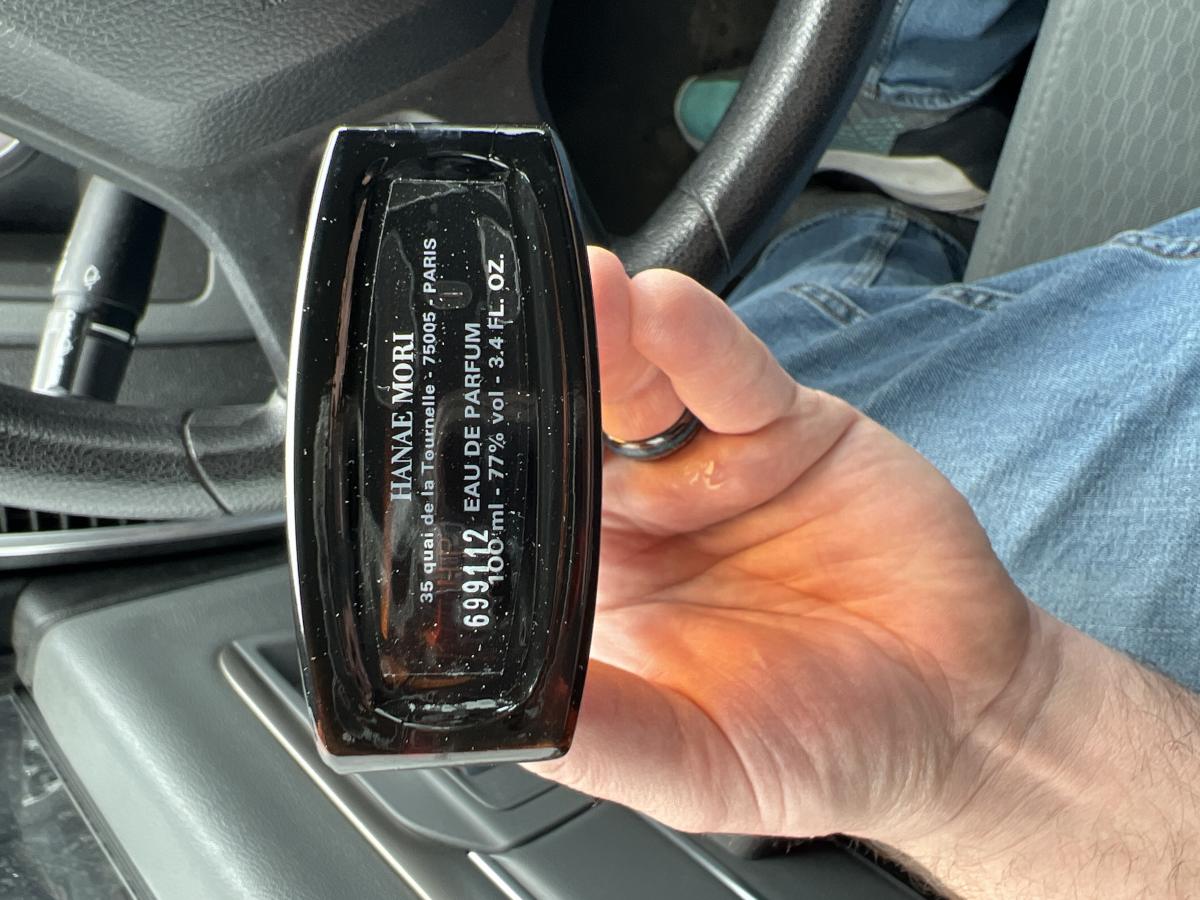 HANAE MORI
35 quai de la Tournelle - 75005 - PARIS
EAU DE PARFUM
100 ml - 77% vol - 3.4 FL. OZ.
699112